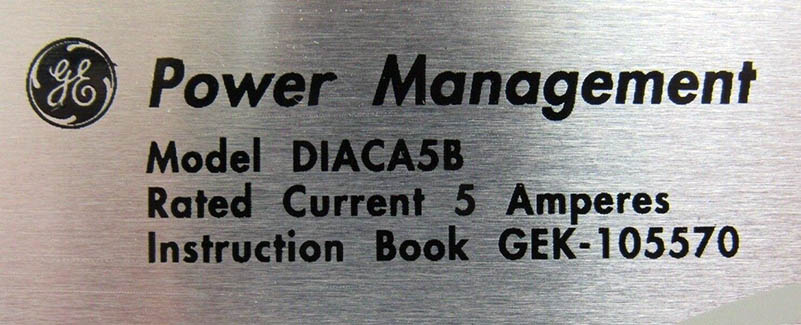 GE Power Management
Model DIACA5B
Rated Current 5 Amperes
Instruction Book GEK-105570